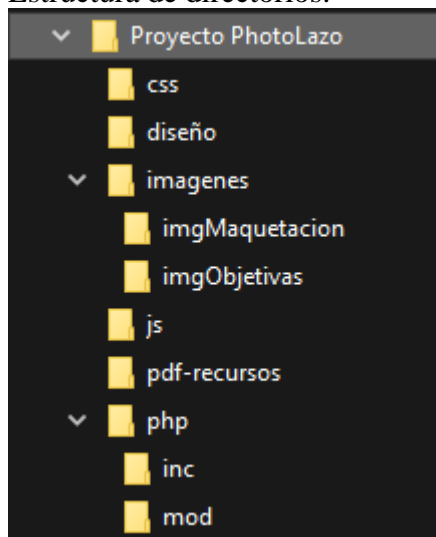 Estructura de directorios:
Proyecto PhotoLazo
css
diseño
imagenes
imgMaquetacion
imgObjetivas
js
pdf-recursos
php
inc
mod